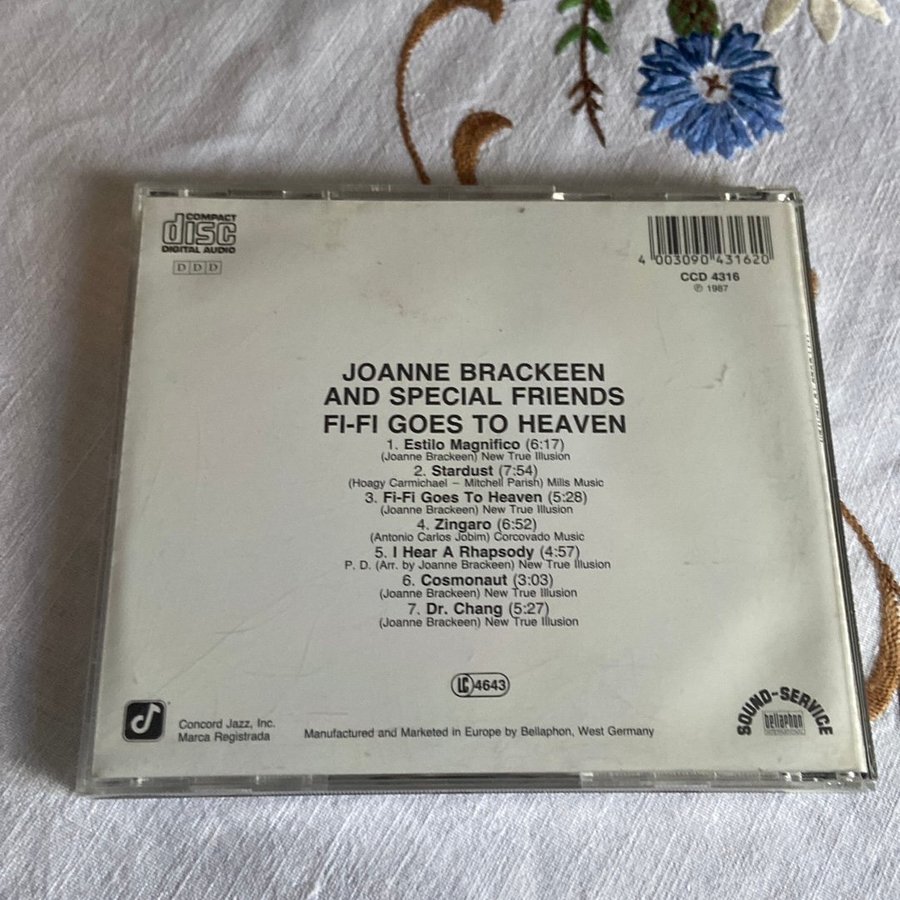 COMPACT
disc
DIGITAL AUDIO
D D D
4 003090 431620
CCD 4316
℗ 1987
JOANNE BRACKEEN
AND SPECIAL FRIENDS
FI-FI GOES TO HEAVEN
1. Estilo Magnifico (6:17)
(Joanne Brackeen) New True Illusion
2. Stardust (7:54)
(Hoagy Carmichael – Mitchell Parish) Mills Music
3. Fi-Fi Goes To Heaven (5:28)
(Joanne Brackeen) New True Illusion
4. Zingaro (6:52)
(Antonio Carlos Jobim) Corcovado Music
5. I Hear A Rhapsody (4:57)
P. D. (Arr. by Joanne Brackeen) New True Illusion
6. Cosmonaut (3:03)
(Joanne Brackeen) New True Illusion
7. Dr. Chang (5:27)
(Joanne Brackeen) New True Illusion
LC 4643
Concord Jazz, Inc.
Marca Registrada
Manufactured and Marketed in Europe by Bellaphon, West Germany
SOUND-SERVICE
bellaphon
INTERNATIONAL